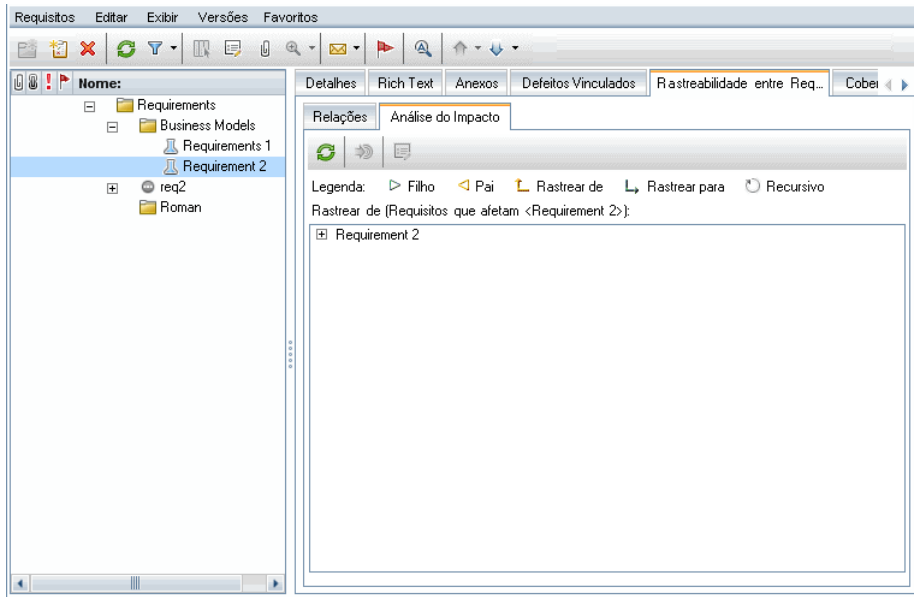 Requisitos Editar Exibir Versões Favoritos
Nome:
Requirements
Business Models
Requirements 1
Requirement 2
req2
Roman
Detalhes Rich Text Anexos Defeitos Vinculados Rastreabilidade entre Req... Cober
Relações Análise do Impacto
Legenda: Filho Pai Rastrear de Rastrear para Recursivo
Rastrear de (Requisitos que afetam <Requirement 2>):
Requirement 2